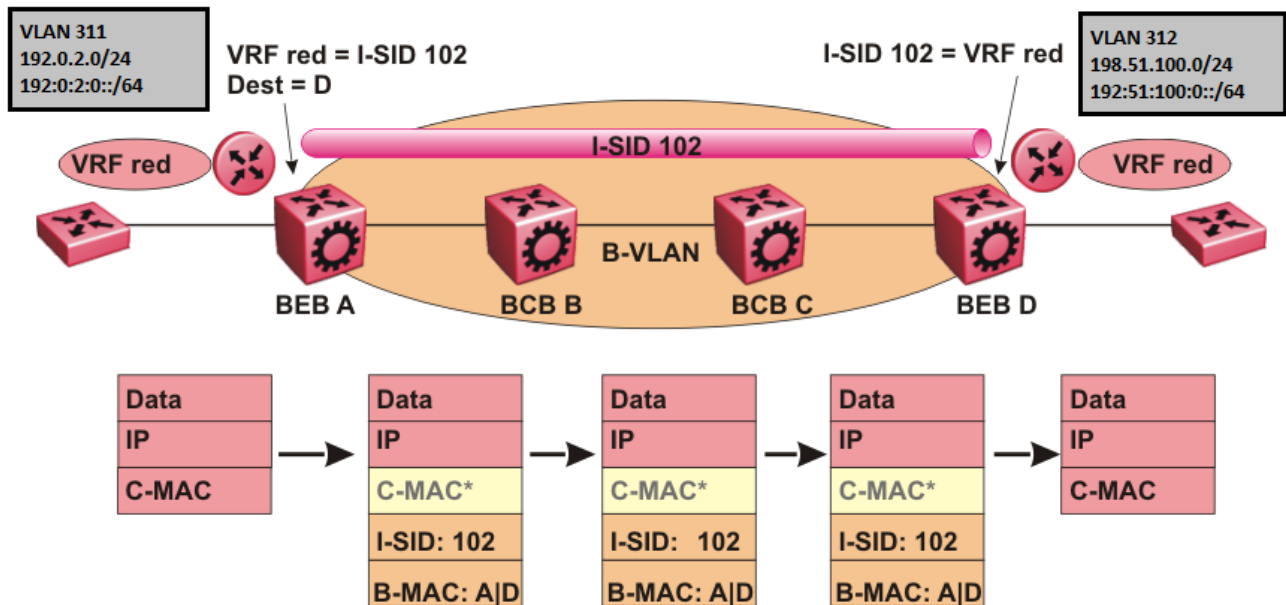 VLAN 311
192.0.2.0/24
192:0:2:0::/64
VRF red = I-SID 102
Dest = D
I-SID 102 = VRF red
VLAN 312
198.51.100.0/24
192:51:100:0::/64
I-SID 102
VRF red
VRF red
B-VLAN
BEB A
BCB B
BCB C
BEB D
Data
IP
C-MAC
Data
IP
C-MAC*
I-SID: 102
B-MAC: A|D
Data
IP
C-MAC*
I-SID: 102
B-MAC: A|D
Data
IP
C-MAC*
I-SID: 102
B-MAC: A|D
Data
IP
C-MAC